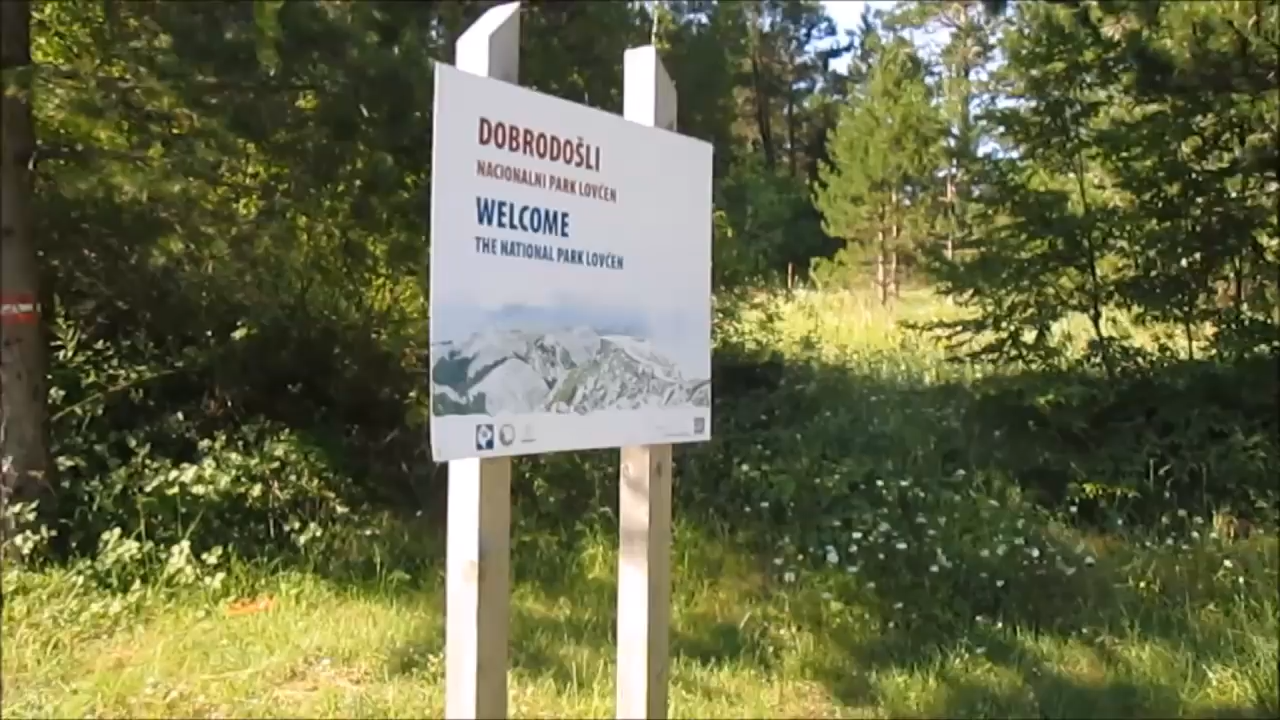 DOBRODOŠLI
NACIONALNI PARK LOVĆEN
WELCOME
THE NATIONAL PARK LOVĆEN